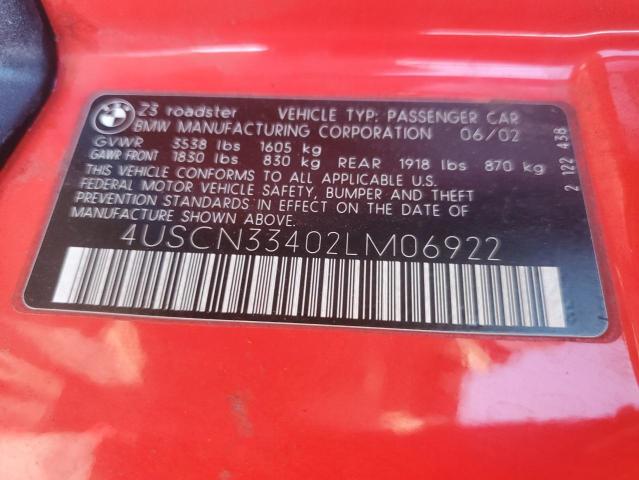 Z3 roadster VEHICLE TYP: PASSENGER CAR
BMW MANUFACTURING CORPORATION 06/02
GVWR 3538 lbs 1605 kg
GAWR FRONT 1830 lbs 830 kg REAR 1918 lbs 870 kg
THIS VEHICLE CONFORMS TO ALL APPLICABLE U.S.
FEDERAL MOTOR VEHICLE SAFETY, BUMPER AND THEFT
PREVENTION STANDARDS IN EFFECT ON THE DATE OF
MANUFACTURE SHOWN ABOVE.
4USCN33402LM06922
2 122 438